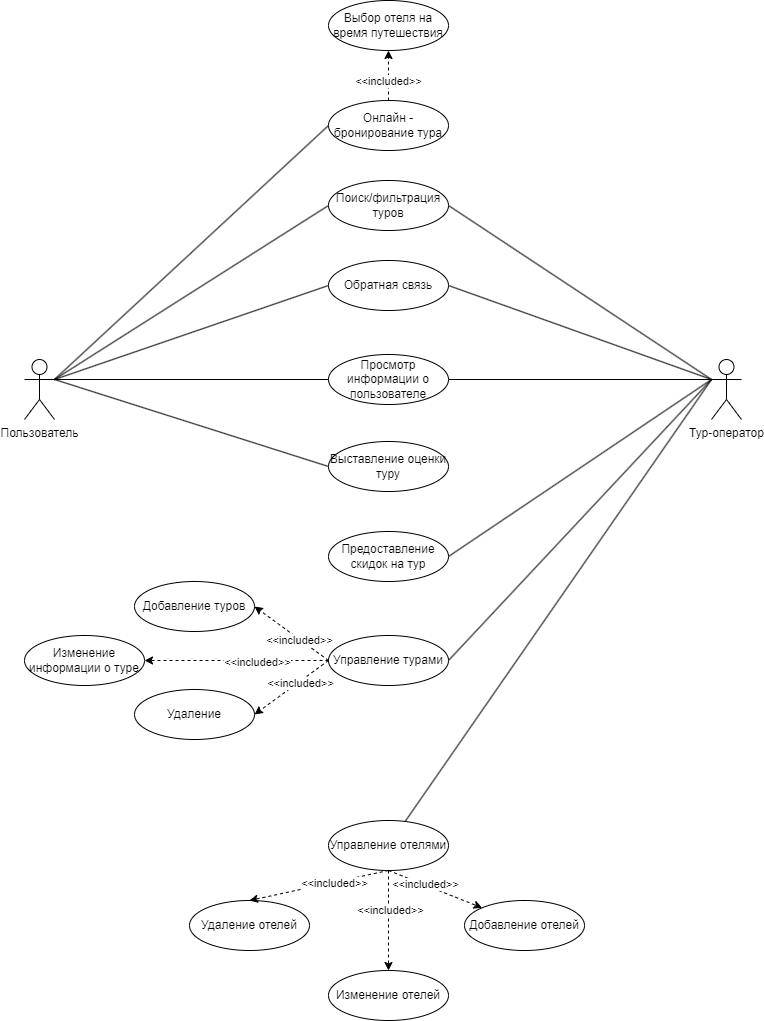 Выбор отеля на
время путешествия
<<included>>
Онлайн -
бронирование тура
Поиск/фильтрация
туров
Обратная связь
Просмотр
информации о
пользователе
Пользователь
Тур-оператор
Выставление оценки
туру
Предоставление
скидок на тур
Добавление туров
<<included>>
Изменение
информации о туре
<<included>>
Управление турами
<<included>>
Удаление
Управление отелями
<<included>>
<<included>>
<<included>>
Удаление отелей
Добавление отелей
Изменение отелей